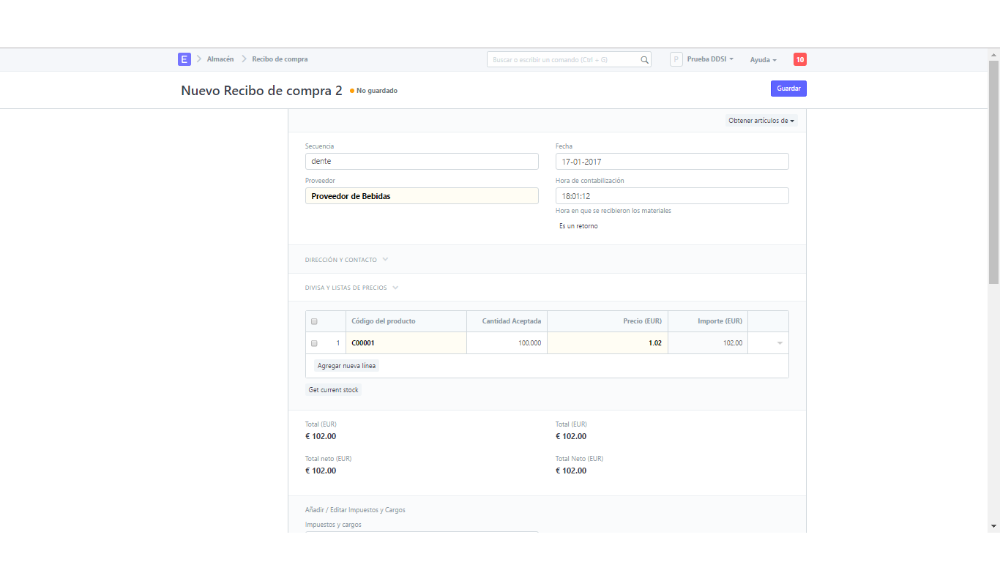 E Almacén Recibo de compra Buscar o escribir un comando (Ctrl + G) P Prueba DDSI Ayuda 10
Nuevo Recibo de compra 2 No guardado Guardar
Obtener artículos de
Secuencia Fecha
dente 17-01-2017
Proveedor Hora de contabilización
Proveedor de Bebidas 18:01:12
Hora en que se recibieron los materiales
Es un retorno
DIRECCIÓN Y CONTACTO
DIVISA Y LISTAS DE PRECIOS
Código del producto Cantidad Aceptada Precio (EUR) Importe (EUR)
1 C00001 100.000 1.02 102.00
Agregar nueva línea
Get current stock
Total (EUR) Total (EUR)
€ 102.00 € 102.00
Total neto (EUR) Total Neto (EUR)
€ 102.00 € 102.00
Añadir / Editar Impuestos y Cargos
Impuestos y cargos